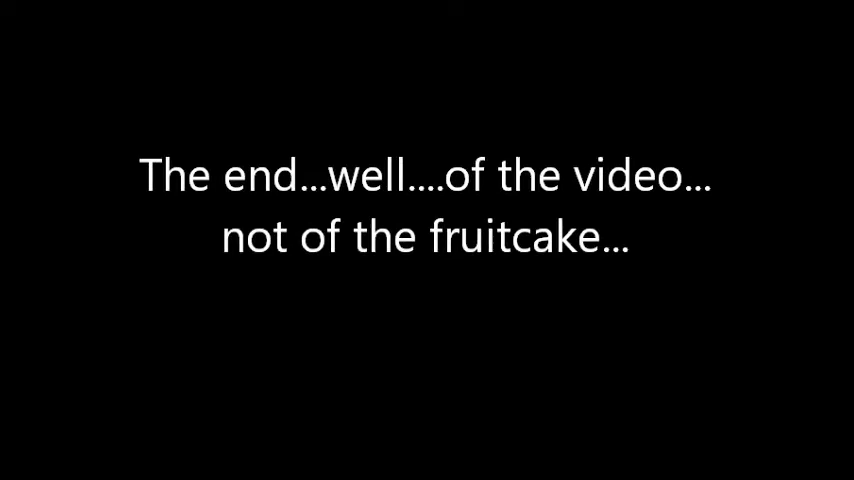 The end...well....of the video...
not of the fruitcake...